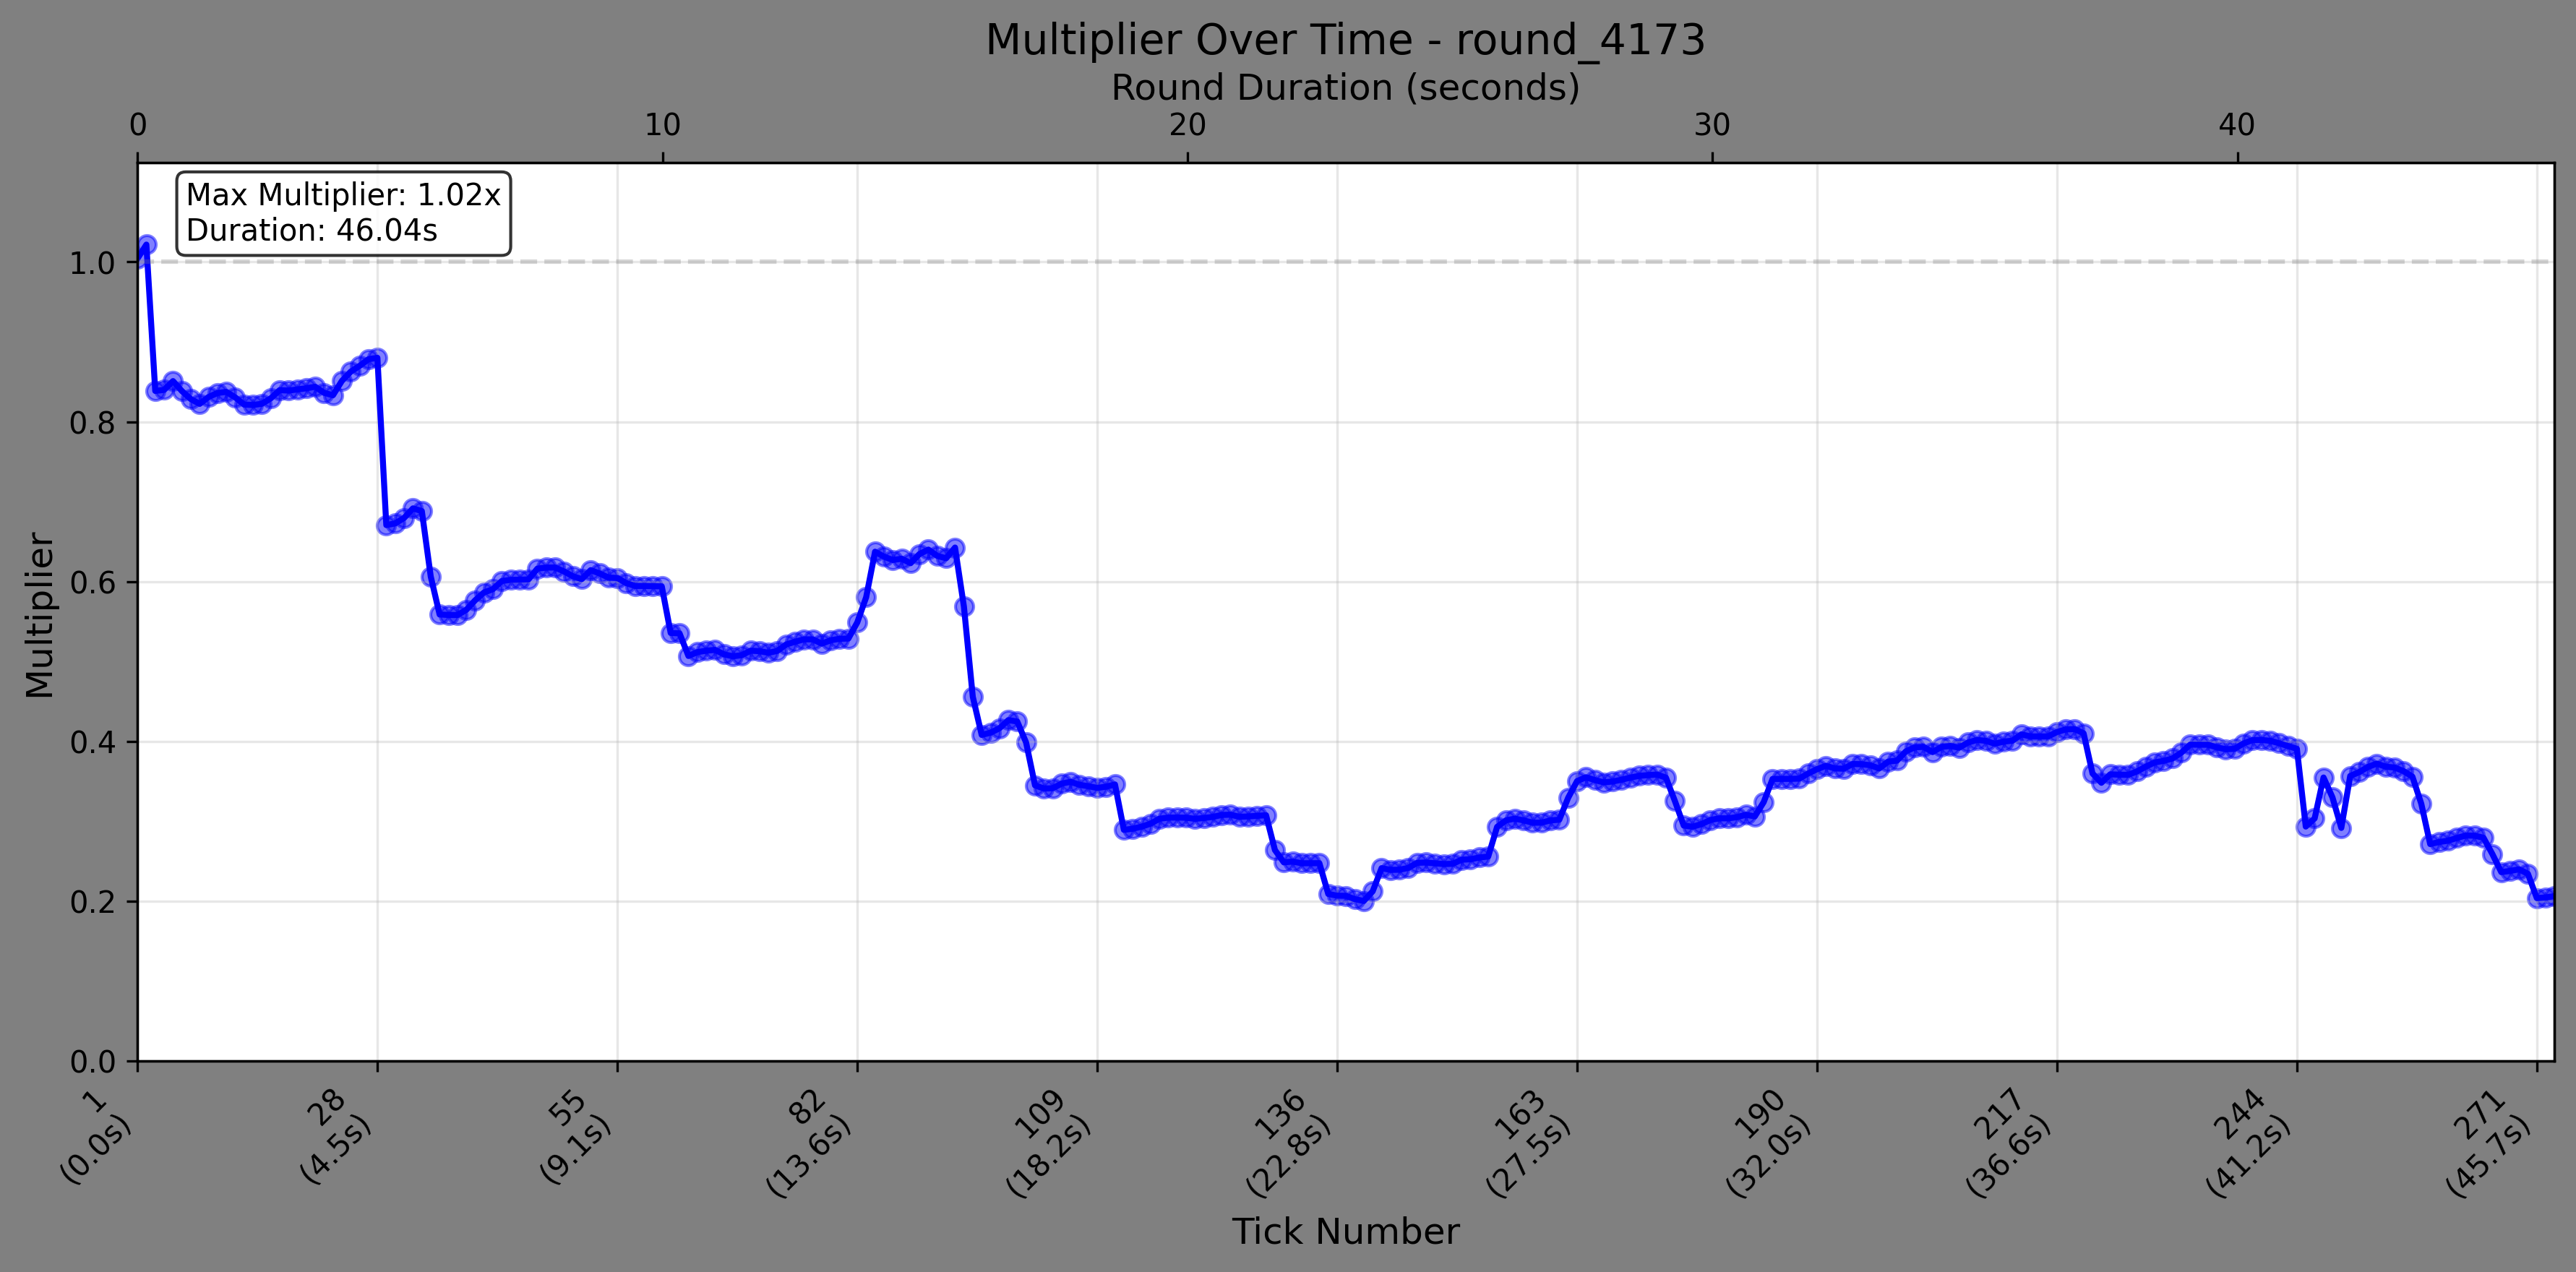 Multiplier Over Time - round_4173
Round Duration (seconds)
0 10 20 30 40
Max Multiplier: 1.02x
Duration: 46.04s
Multiplier
1.0
0.8
0.6
0.4
0.2
0.0
1
(0.0s)
28
(4.5s)
55
(9.1s)
82
(13.6s)
109
(18.2s)
136
(22.8s)
163
(27.5s)
190
(32.0s)
217
(36.6s)
244
(41.2s)
271
(45.7s)
Tick Number